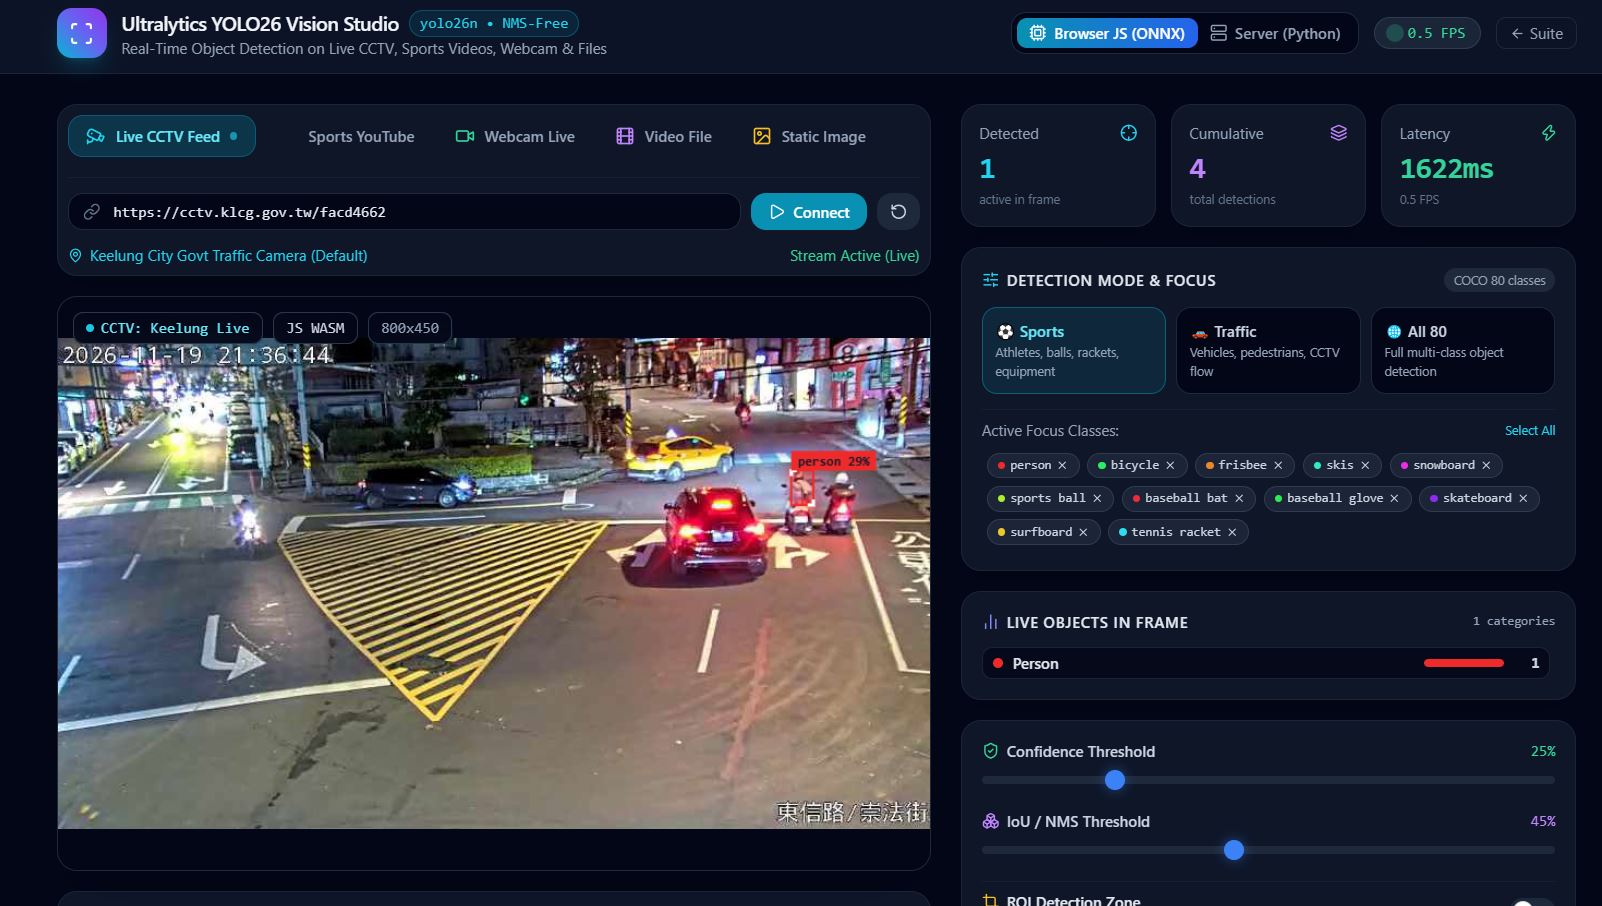 Ultralytics YOLO26 Vision Studio
yolo26n • NMS-Free
Real-Time Object Detection on Live CCTV, Sports Videos, Webcam & Files
Browser JS (ONNX)
Server (Python)
0.5 FPS
← Suite
Live CCTV Feed
Sports YouTube
Webcam Live
Video File
Static Image
https://cctv.klcg.gov.tw/facd4662
Connect
Keelung City Govt Traffic Camera (Default)
Stream Active (Live)
CCTV: Keelung Live
JS WASM
800x450
2026-11-19 21:36:44
person 29%
東信路/崇法街
Detected
1
active in frame
Cumulative
4
total detections
Latency
1622ms
0.5 FPS
DETECTION MODE & FOCUS
COCO 80 classes
Sports
Athletes, balls, rackets,
equipment
Traffic
Vehicles, pedestrians, CCTV
flow
All 80
Full multi-class object
detection
Active Focus Classes:
Select All
person ×
bicycle ×
frisbee ×
skis ×
snowboard ×
sports ball ×
baseball bat ×
baseball glove ×
skateboard ×
surfboard ×
tennis racket ×
LIVE OBJECTS IN FRAME
1 categories
Person
1
Confidence Threshold
25%
IoU / NMS Threshold
45%
ROI Detection Zone